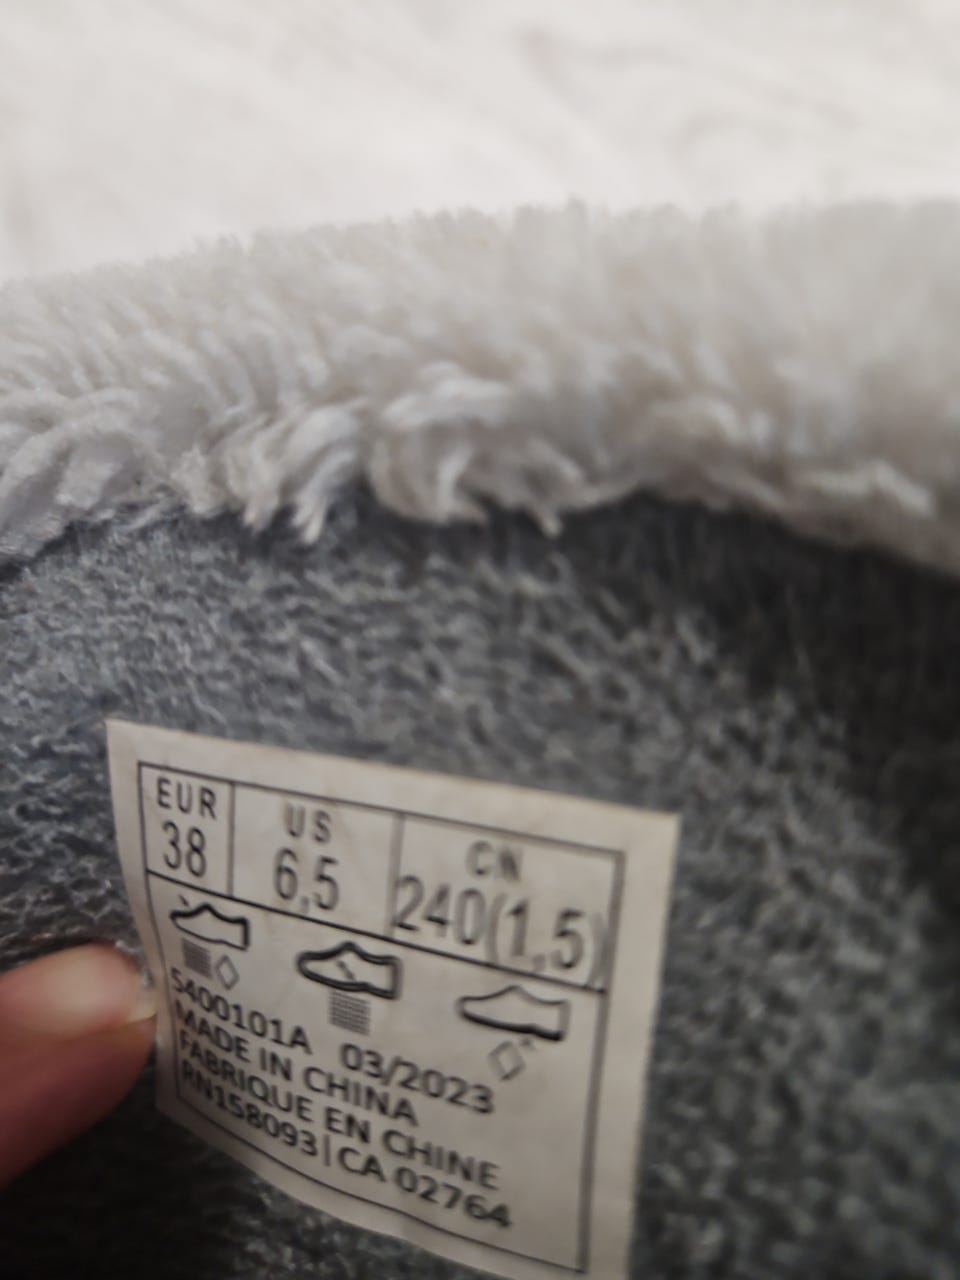 EUR US CN
38 6,5 240(1,5)
5400101A 03/2023
MADE IN CHINA
FABRIQUE EN CHINE
RN158093|CA 02764